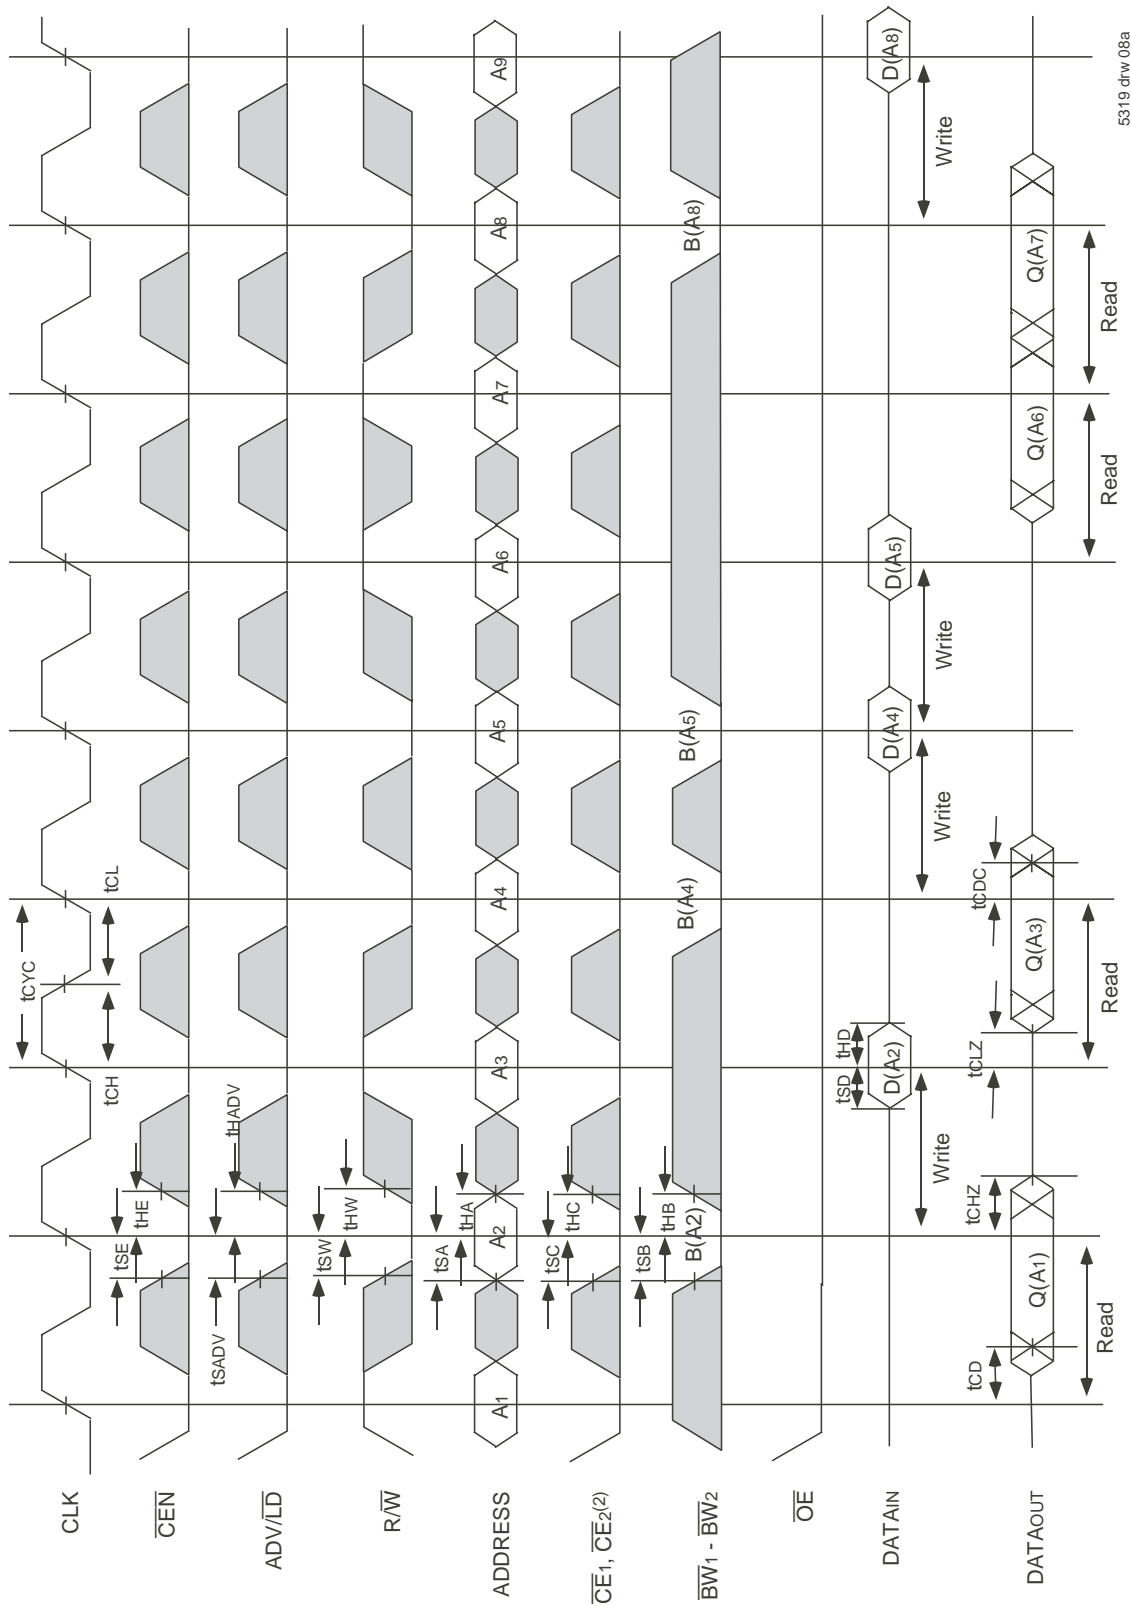 CLK
tCYC
tCH
tCL
CEN
tSE
tHE
ADV/LD
tSADV
tHADV
R/W
tSW
tHW
ADDRESS
A1
A2
A3
A4
A5
A6
A7
A8
A9
tSA
tHA
CE1, CE2(2)
tSC
tHC
BW1 - BW2
tSB
tHB
B(A2)
B(A4)
B(A5)
B(A8)
OE
DATAIN
tSD
tHD
D(A2)
D(A4)
D(A5)
D(A8)
Write
Write
Write
Write
DATAOUT
tCD
tCHZ
tCLZ
tCDC
Q(A1)
Q(A3)
Q(A6)
Q(A7)
Read
Read
Read
Read
5319 drw 08a